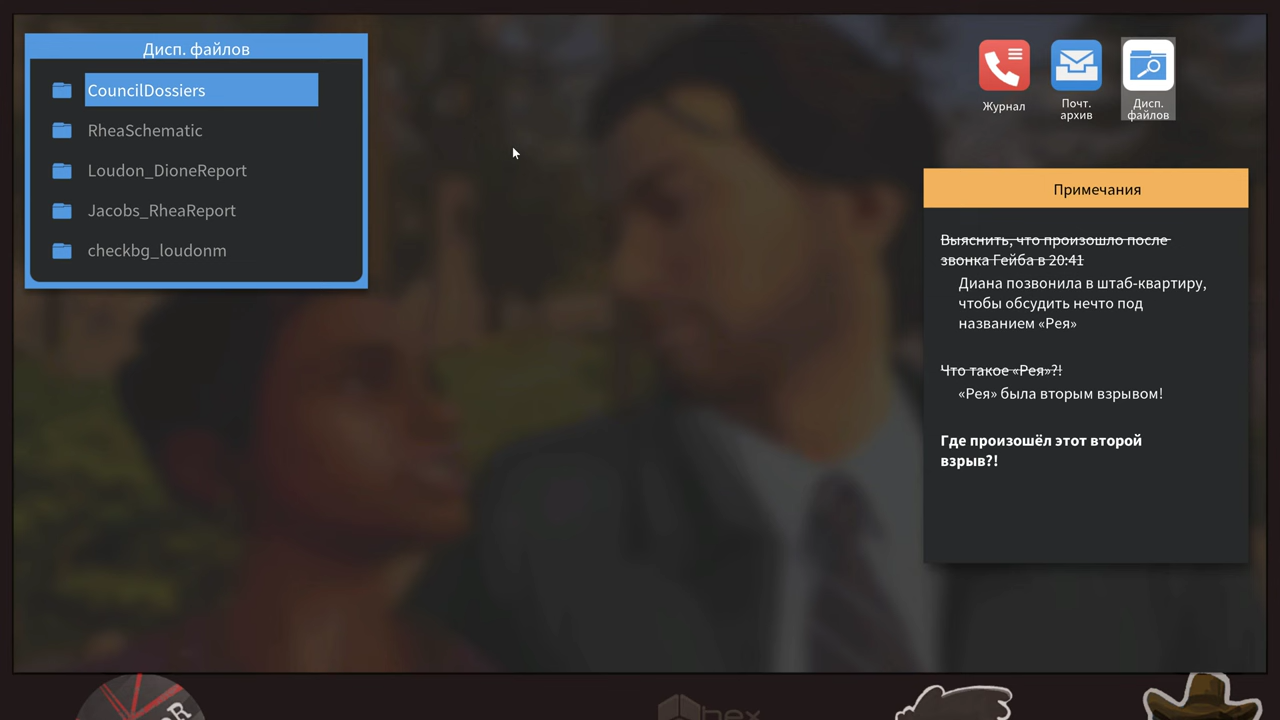 Дисп. файлов
CouncilDossiers
RheaSchematic
Loudon_DioneReport
Jacobs_RheaReport
checkbg_loudonm
Журнал
Почт.
архив
Дисп.
файлов
Примечания
Выяснить, что произошло после
звонка Гейба в 20:41
Диана позвонила в штаб-квартиру,
чтобы обсудить нечто под
названием «Рея»
Что такое «Рея»?!
«Рея» была вторым взрывом!
Где произошёл этот второй
взрыв?!
hex